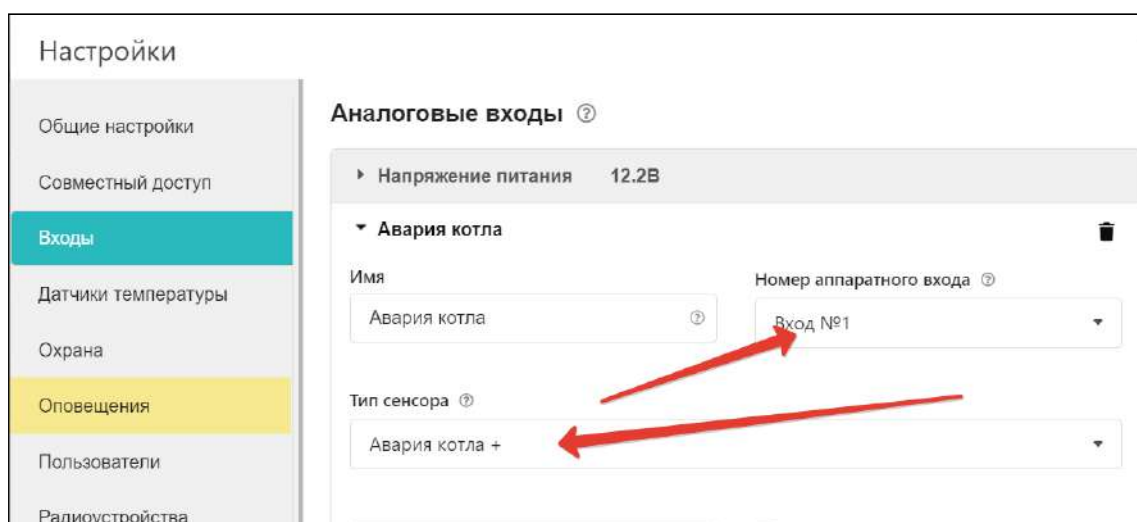 Настройки
Общие настройки
Совместный доступ
Входы
Датчики температуры
Охрана
Оповещения
Пользователи
Радиоустройства
Аналоговые входы
Напряжение питания 12.2В
Авария котла
Имя
Номер аппаратного входа
Авария котла
Вход №1
Тип сенсора
Авария котла +